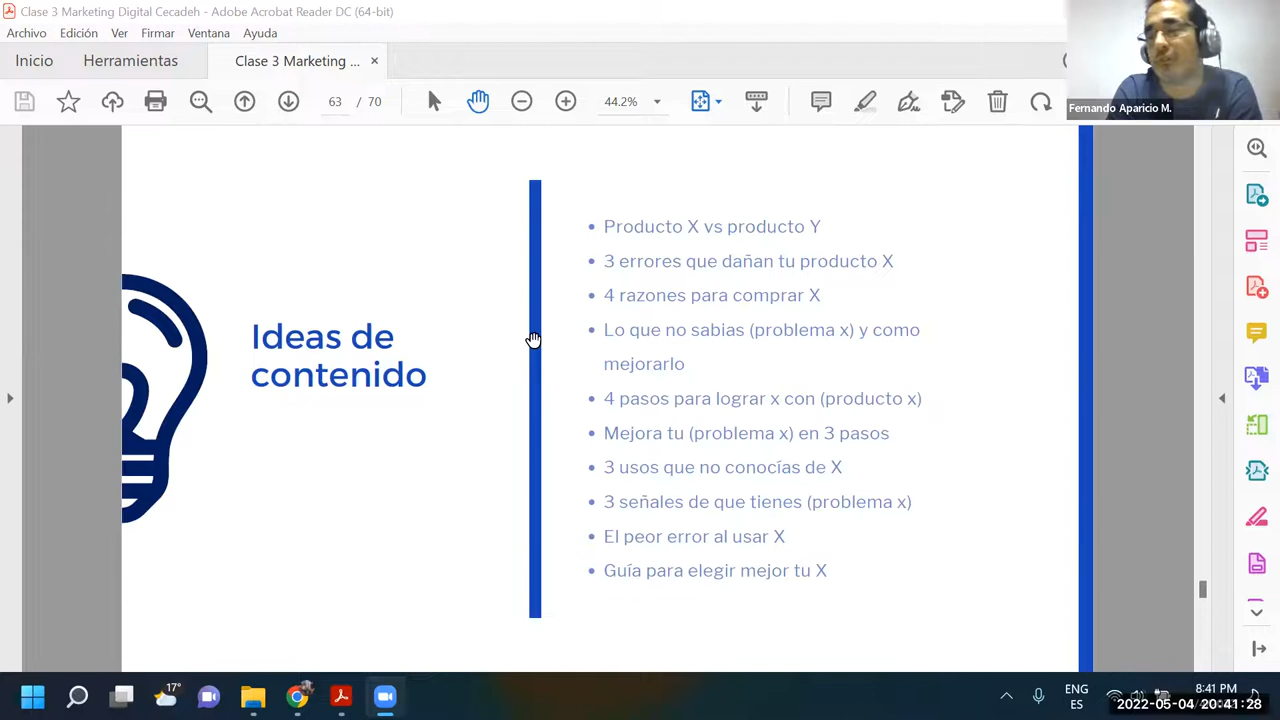 Clase 3 Marketing Digital Cecadeh - Adobe Acrobat Reader DC (64-bit)
Archivo Edición Ver Firmar Ventana Ayuda
Inicio Herramientas Clase 3 Marketing ... ×
63 / 70 44.2%
Fernando Aparicio M.
Ideas de
contenido
• Producto X vs producto Y
• 3 errores que dañan tu producto X
• 4 razones para comprar X
• Lo que no sabias (problema x) y como
mejorarlo
• 4 pasos para lograr x con (producto x)
• Mejora tu (problema x) en 3 pasos
• 3 usos que no conocías de X
• 3 señales de que tienes (problema x)
• El peor error al usar X
• Guía para elegir mejor tu X
17°
ENG
ES
8:41 PM
2022-05-04 20:41:28